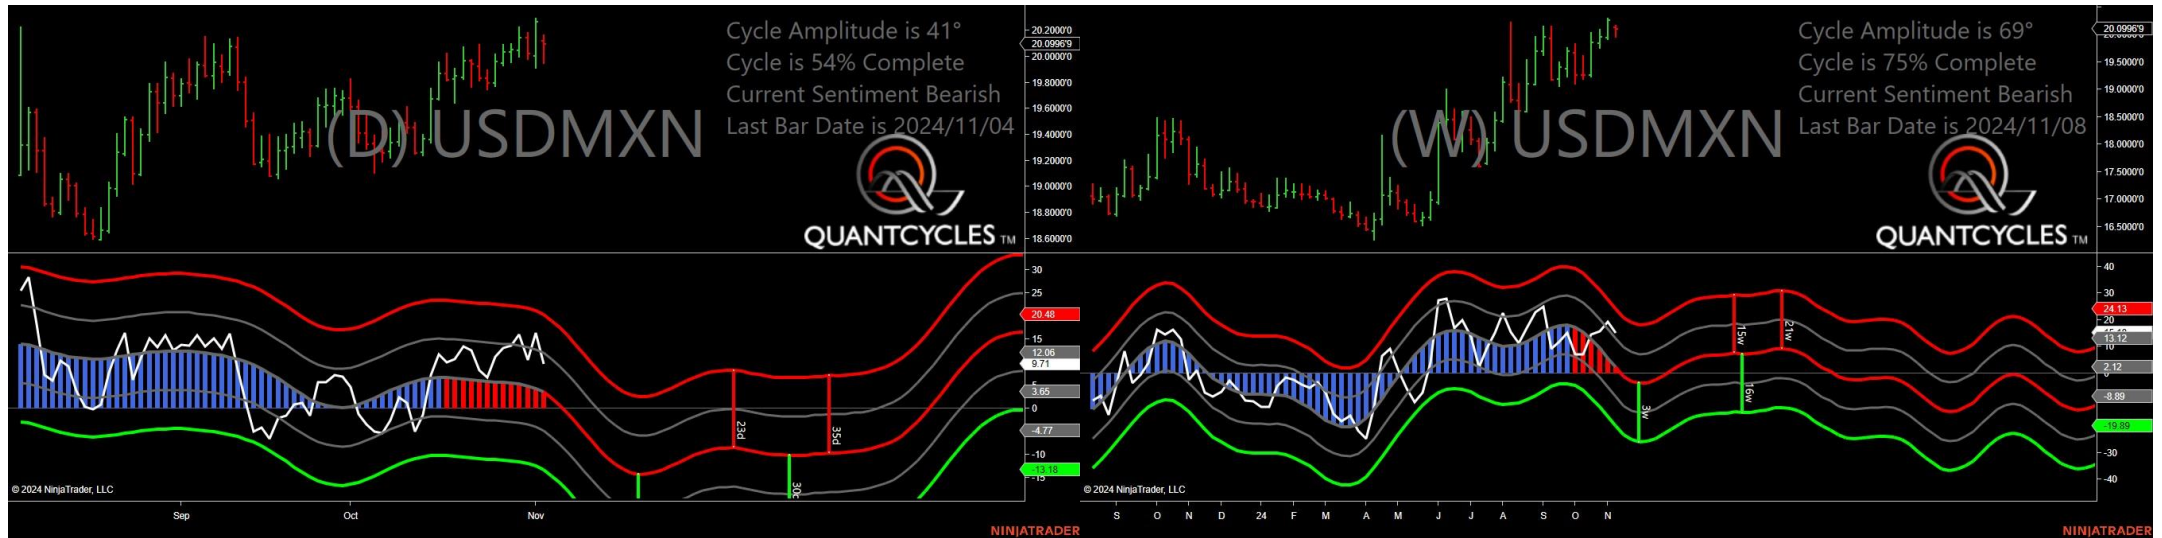 Cycle Amplitude is 41°
Cycle is 54% Complete
Current Sentiment Bearish
Last Bar Date is 2024/11/04
(D) USDMXN
QUANTCYCLES TM
20.2000'0
20.0996'9
20.0000'0
19.8000'0
19.6000'0
19.4000'0
19.2000'0
19.0000'0
18.8000'0
18.6000'0
30
25
20.48
15
12.06
9.71
3.65
0
-4.77
-10
-13.18
-15
23d
35d
© 2024 NinjaTrader, LLC
Sep
Oct
Nov
NINJATRADER
Cycle Amplitude is 69°
Cycle is 75% Complete
Current Sentiment Bearish
Last Bar Date is 2024/11/08
(W) USDMXN
QUANTCYCLES TM
20.0996'9
19.5000'0
19.0000'0
18.5000'0
18.0000'0
17.5000'0
17.0000'0
16.5000'0
40
30
24.13
20
13.12
10
2.12
0
-8.89
-19.89
-30
-40
3w
15w
16w
21w
© 2024 NinjaTrader, LLC
S O N D 24 F M A M J J A S O N
NINJATRADER